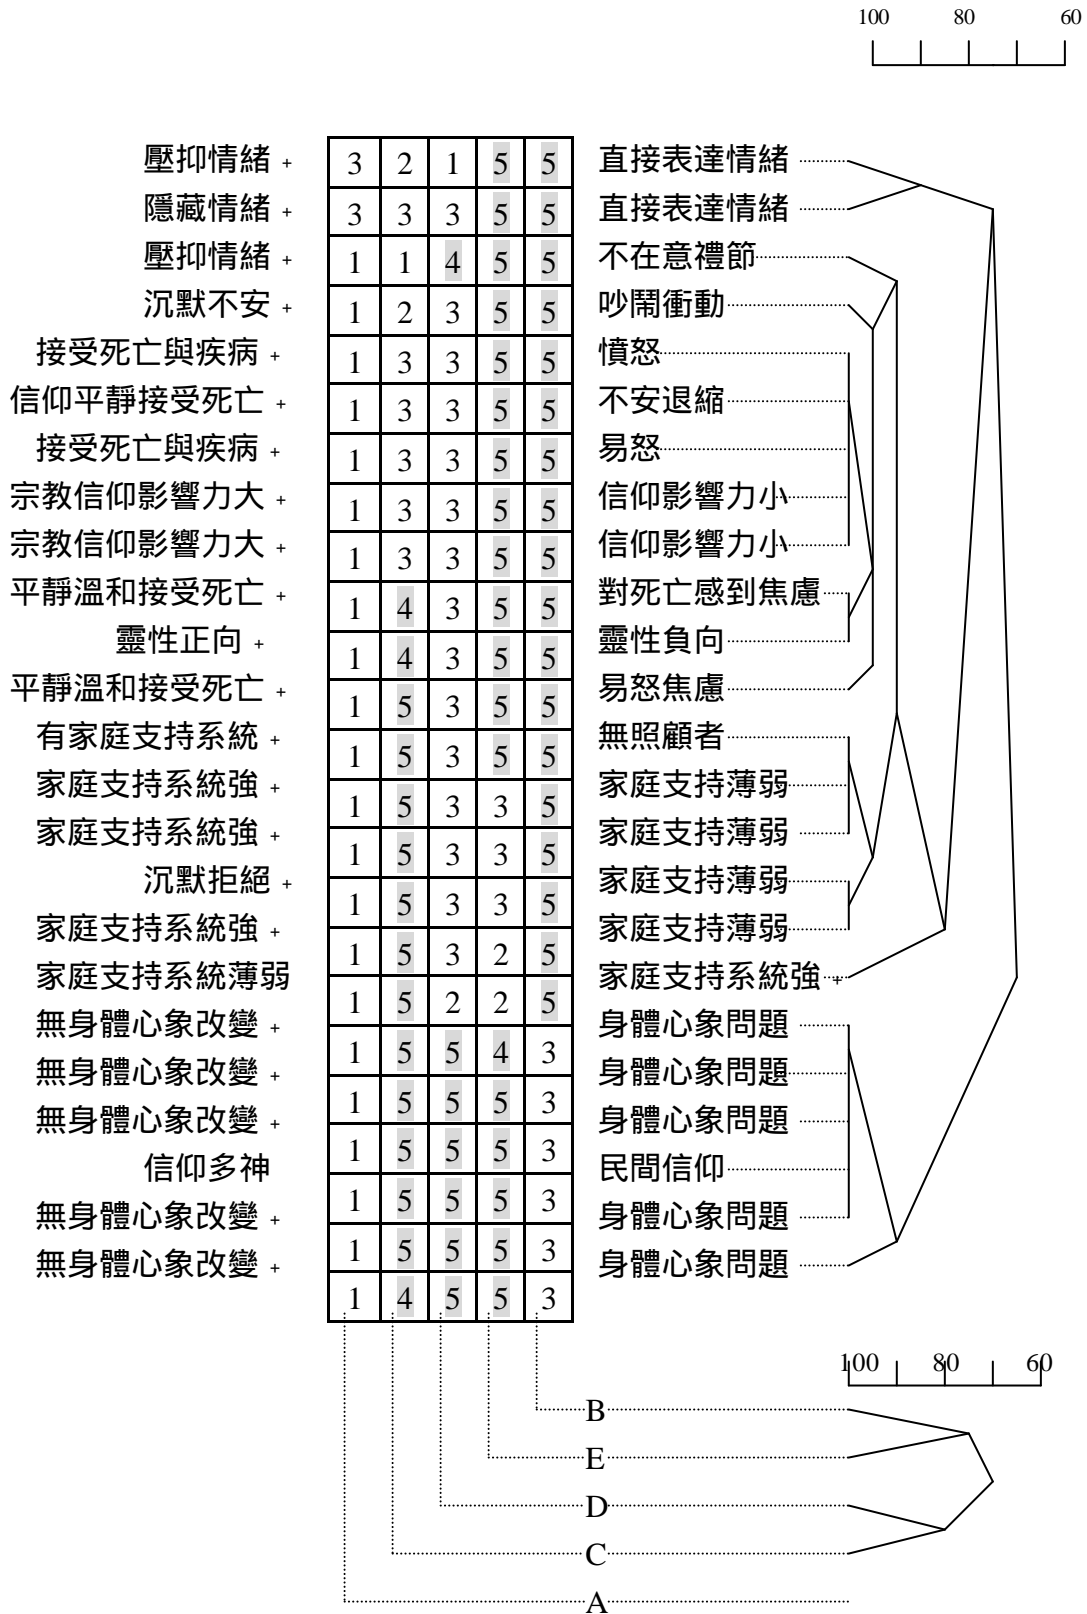 100 80 60
壓抑情緒 + 3 2 1 5 5 直接表達情緒
隱藏情緒 + 3 3 3 5 5 直接表達情緒
壓抑情緒 + 1 1 4 5 5 不在意禮節
沉默不安 + 1 2 3 5 5 吵鬧衝動
接受死亡與疾病 + 1 3 3 5 5 憤怒
信仰平靜接受死亡 + 1 3 3 5 5 不安退縮
接受死亡與疾病 + 1 3 3 5 5 易怒
宗教信仰影響力大 + 1 3 3 5 5 信仰影響力小
宗教信仰影響力大 + 1 3 3 5 5 信仰影響力小
平靜溫和接受死亡 + 1 4 3 5 5 對死亡感到焦慮
靈性正向 + 1 4 3 5 5 靈性負向
平靜溫和接受死亡 + 1 5 3 5 5 易怒焦慮
有家庭支持系統 + 1 5 3 5 5 無照顧者
家庭支持系統強 + 1 5 3 3 5 家庭支持薄弱
家庭支持系統強 + 1 5 3 3 5 家庭支持薄弱
沉默拒絕 + 1 5 3 3 5 家庭支持薄弱
家庭支持系統強 + 1 5 3 2 5 家庭支持薄弱
家庭支持系統薄弱 1 5 2 2 5 家庭支持系統強 +
無身體心象改變 + 1 5 5 4 3 身體心象問題
無身體心象改變 + 1 5 5 5 3 身體心象問題
無身體心象改變 + 1 5 5 5 3 身體心象問題
信仰多神 1 5 5 5 3 民間信仰
無身體心象改變 + 1 5 5 5 3 身體心象問題
無身體心象改變 + 1 4 5 5 3 身體心象問題
100 80 60
B
E
D
C
A